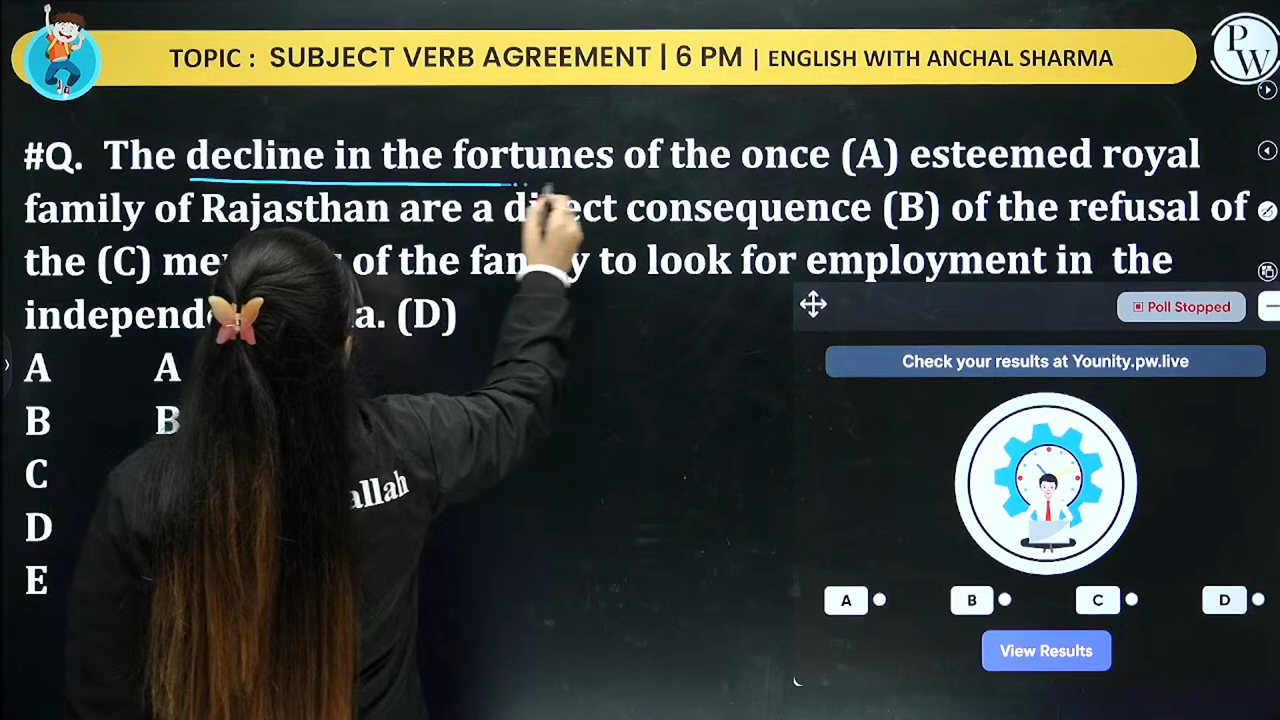 TOPIC : SUBJECT VERB AGREEMENT | 6 PM | ENGLISH WITH ANCHAL SHARMA
P
W
#Q. The decline in the fortunes of the once (A) esteemed royal
family of Rajasthan are a direct consequence (B) of the refusal of
the (C) of the family to look for employment in the
(D)
A A
B B
C
D
E
allah
Poll Stopped
Check your results at Younity.pw.live
A B C D
View Results